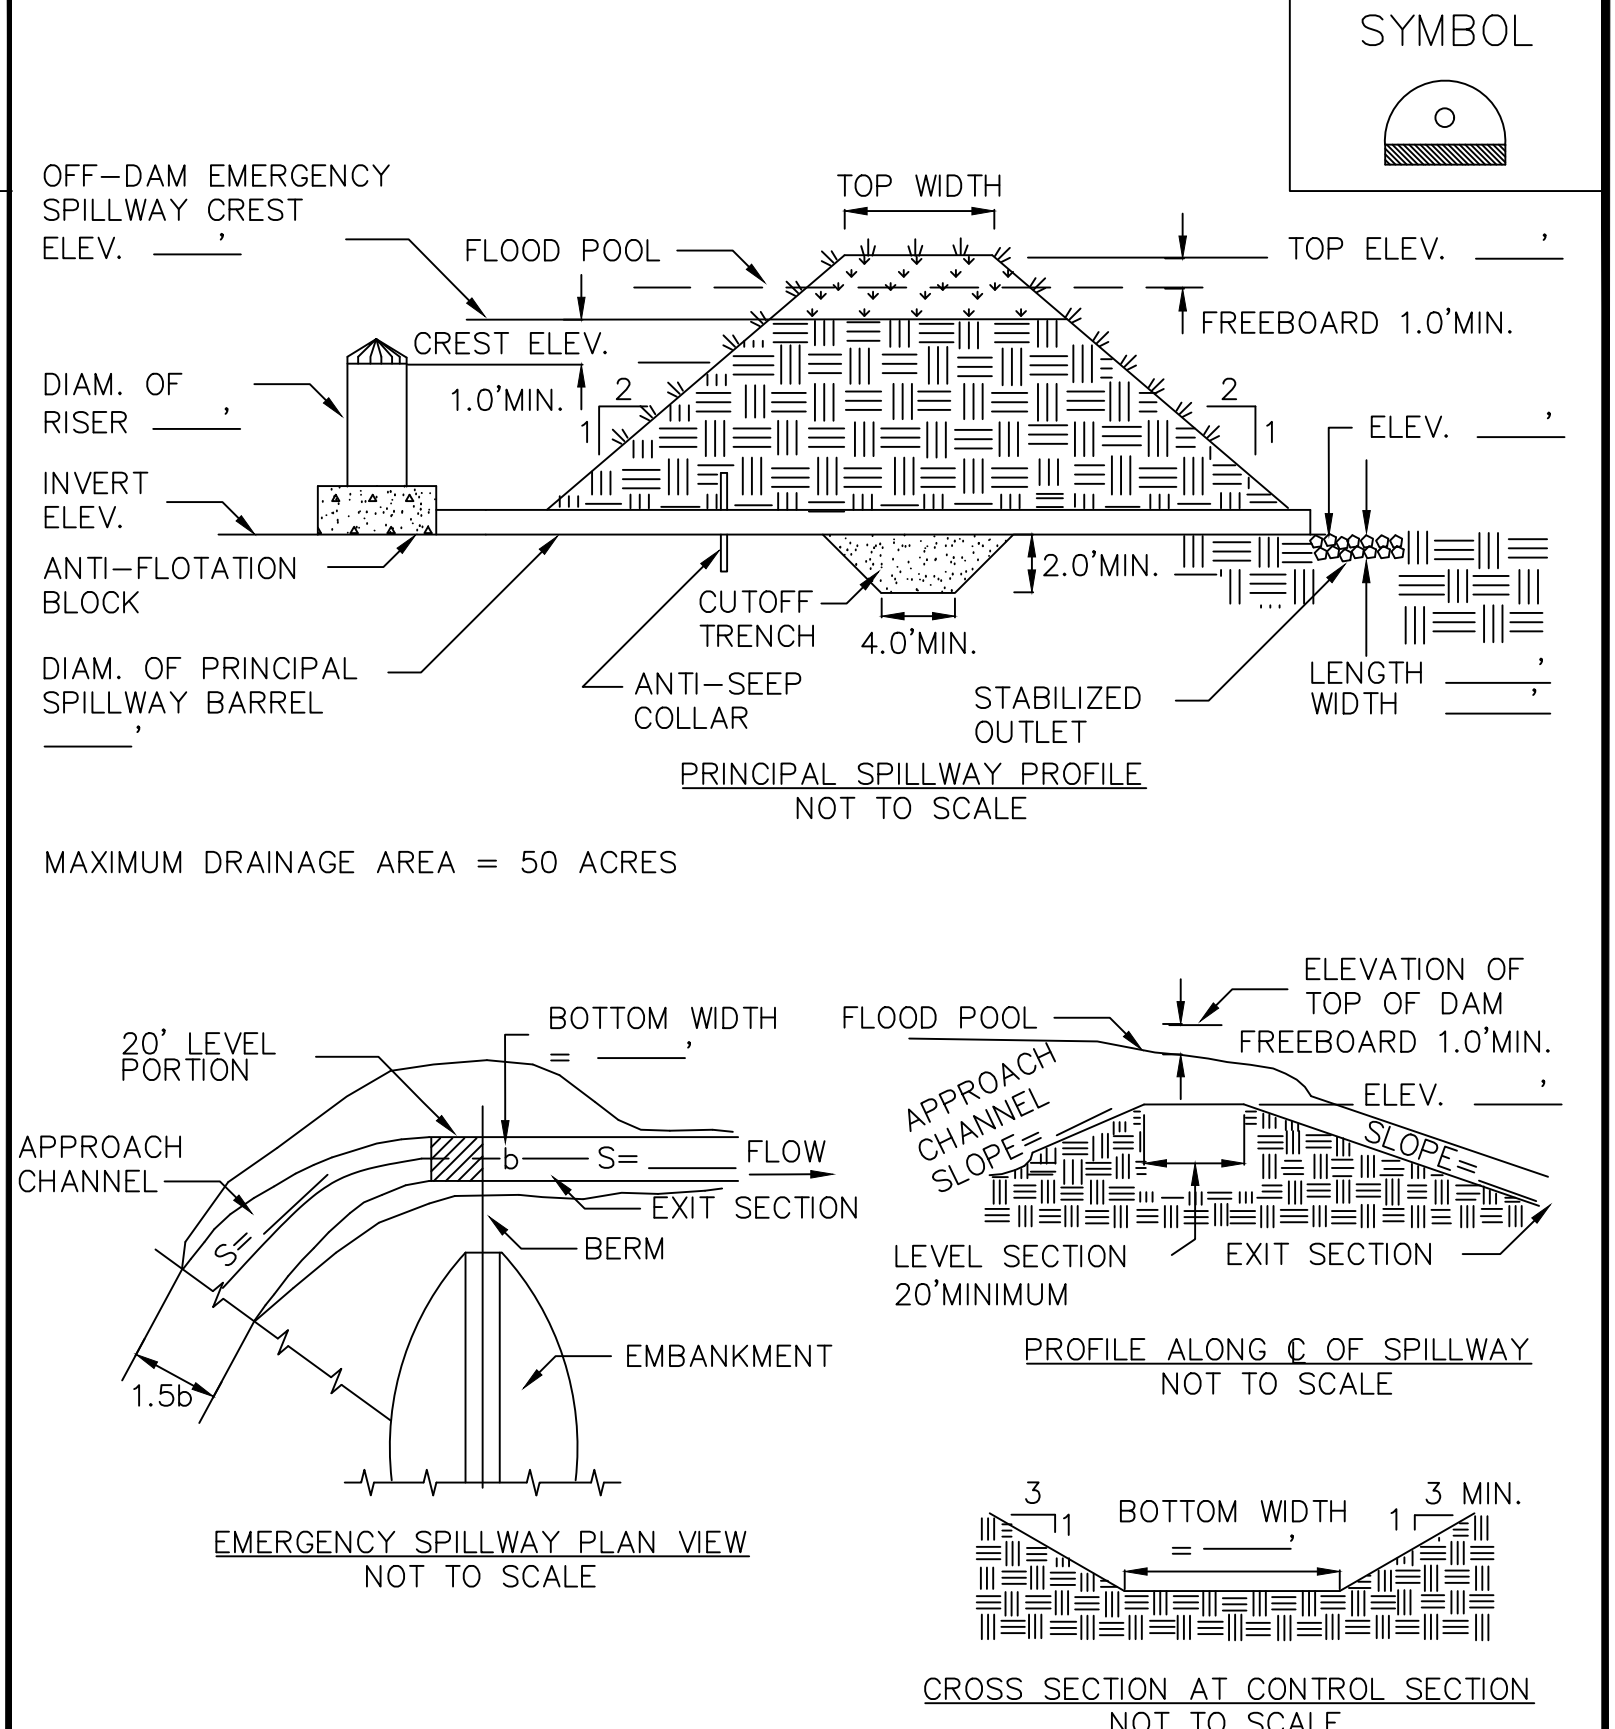 SYMBOL
OFF-DAM EMERGENCY
SPILLWAY CREST
ELEV. ______'
TOP WIDTH
FLOOD POOL
TOP ELEV. ______'
FREEBOARD 1.0'MIN.
CREST ELEV.
1.0'MIN.
DIAM. OF
RISER ______'
2
1
2
1
ELEV. ______'
INVERT
ELEV.
ANTI-FLOTATION
BLOCK
2.0'MIN.
CUTOFF
TRENCH
4.0'MIN.
DIAM. OF PRINCIPAL
SPILLWAY BARREL
______'
ANTI-SEEP
COLLAR
STABILIZED
OUTLET
LENGTH ______'
WIDTH ______'
PRINCIPAL SPILLWAY PROFILE
NOT TO SCALE
MAXIMUM DRAINAGE AREA = 50 ACRES
20' LEVEL
PORTION
BOTTOM WIDTH
= ______'
APPROACH
CHANNEL
b
S= ______
FLOW
EXIT SECTION
S=
BERM
EMBANKMENT
1.5b
EMERGENCY SPILLWAY PLAN VIEW
NOT TO SCALE
ELEVATION OF
TOP OF DAM
FLOOD POOL
FREEBOARD 1.0'MIN.
APPROACH
CHANNEL
SLOPE=
ELEV. ______'
SLOPE=
LEVEL SECTION
20'MINIMUM
EXIT SECTION
PROFILE ALONG ℄ OF SPILLWAY
NOT TO SCALE
3
1
BOTTOM WIDTH
= ______'
3 MIN.
1
CROSS SECTION AT CONTROL SECTION
NOT TO SCALE